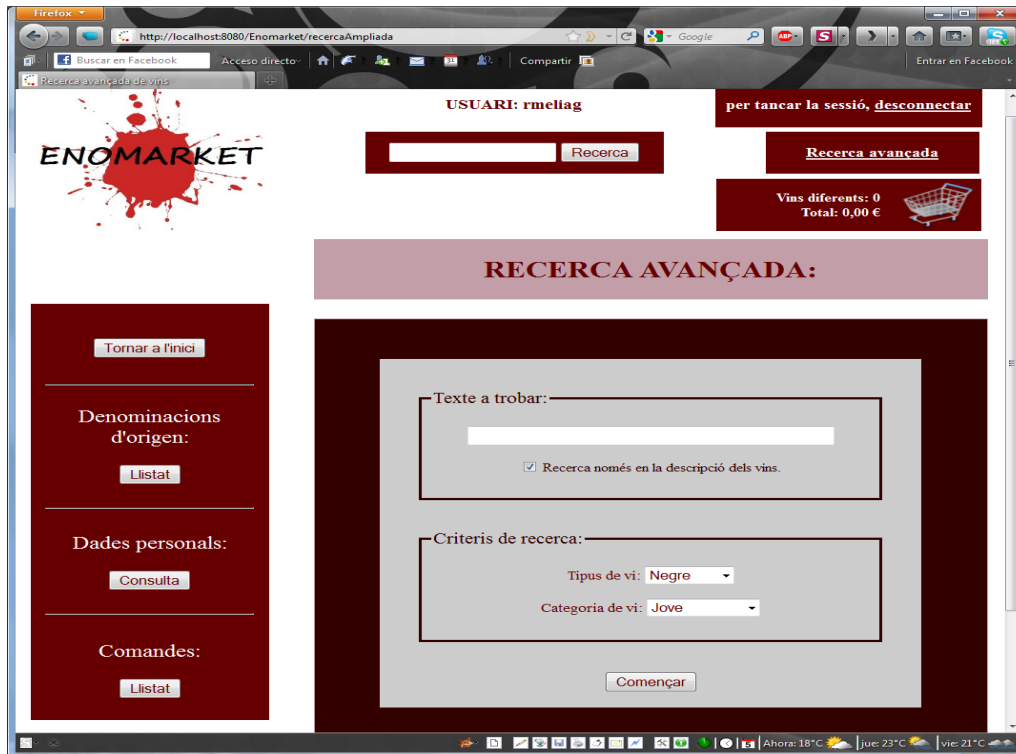 Firefox
http://localhost:8080/Enomarket/recercaAmpliada
Google
ABP
S
Buscar en Facebook
Acceso directo
31
Compartir
Entrar en Facebook
Recerca avançada de vins
ENOMARKET
USUARI: rmeliag
per tancar la sessió, desconnectar
Recerca
Recerca avançada
Vins diferents: 0
Total: 0,00 €
RECERCA AVANÇADA:
Tornar a l'inici
Denominacions
d'origen:
Llistat
Dades personals:
Consulta
Comandes:
Llistat
Texte a trobar:
Recerca només en la descripció dels vins.
Criteris de recerca:
Tipus de vi: Negre
Categoria de vi: Jove
Començar
Ahora: 18°C
jue: 23°C
vie: 21°C